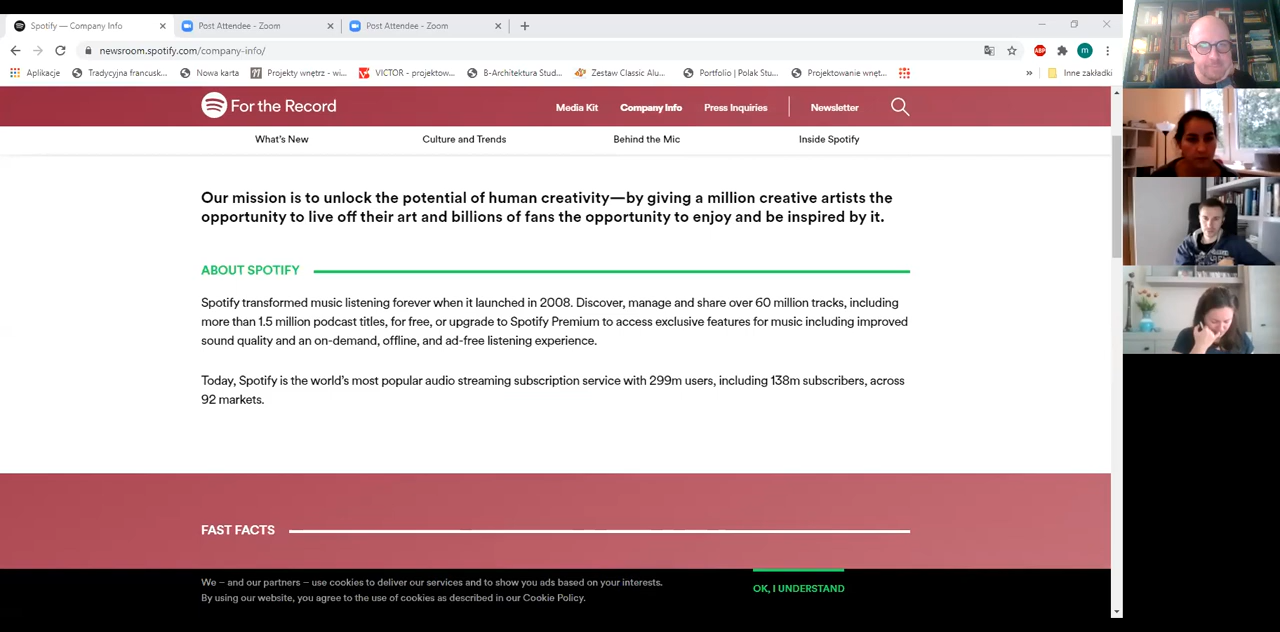 Spotify — Company Info
Post Attendee - Zoom
Post Attendee - Zoom
newsroom.spotify.com/company-info/
ABP
m
Aplikacje
Tradycyjna francusk...
Nowa karta
Projekty wnętrz - wi...
VICTOR - projektow...
B-Architektura Stud...
Zestaw Classic Alu...
Portfolio | Polak Stu...
Projektowanie wnęt...
»
Inne zakładki
For the Record
Media Kit
Company Info
Press Inquiries
Newsletter
What's New
Culture and Trends
Behind the Mic
Inside Spotify
Our mission is to unlock the potential of human creativity—by giving a million creative artists the
opportunity to live off their art and billions of fans the opportunity to enjoy and be inspired by it.
ABOUT SPOTIFY
Spotify transformed music listening forever when it launched in 2008. Discover, manage and share over 60 million tracks, including
more than 1.5 million podcast titles, for free, or upgrade to Spotify Premium to access exclusive features for music including improved
sound quality and an on-demand, offline, and ad-free listening experience.
Today, Spotify is the world's most popular audio streaming subscription service with 299m users, including 138m subscribers, across
92 markets.
FAST FACTS
We – and our partners – use cookies to deliver our services and to show you ads based on your interests.
By using our website, you agree to the use of cookies as described in our Cookie Policy.
OK, I UNDERSTAND